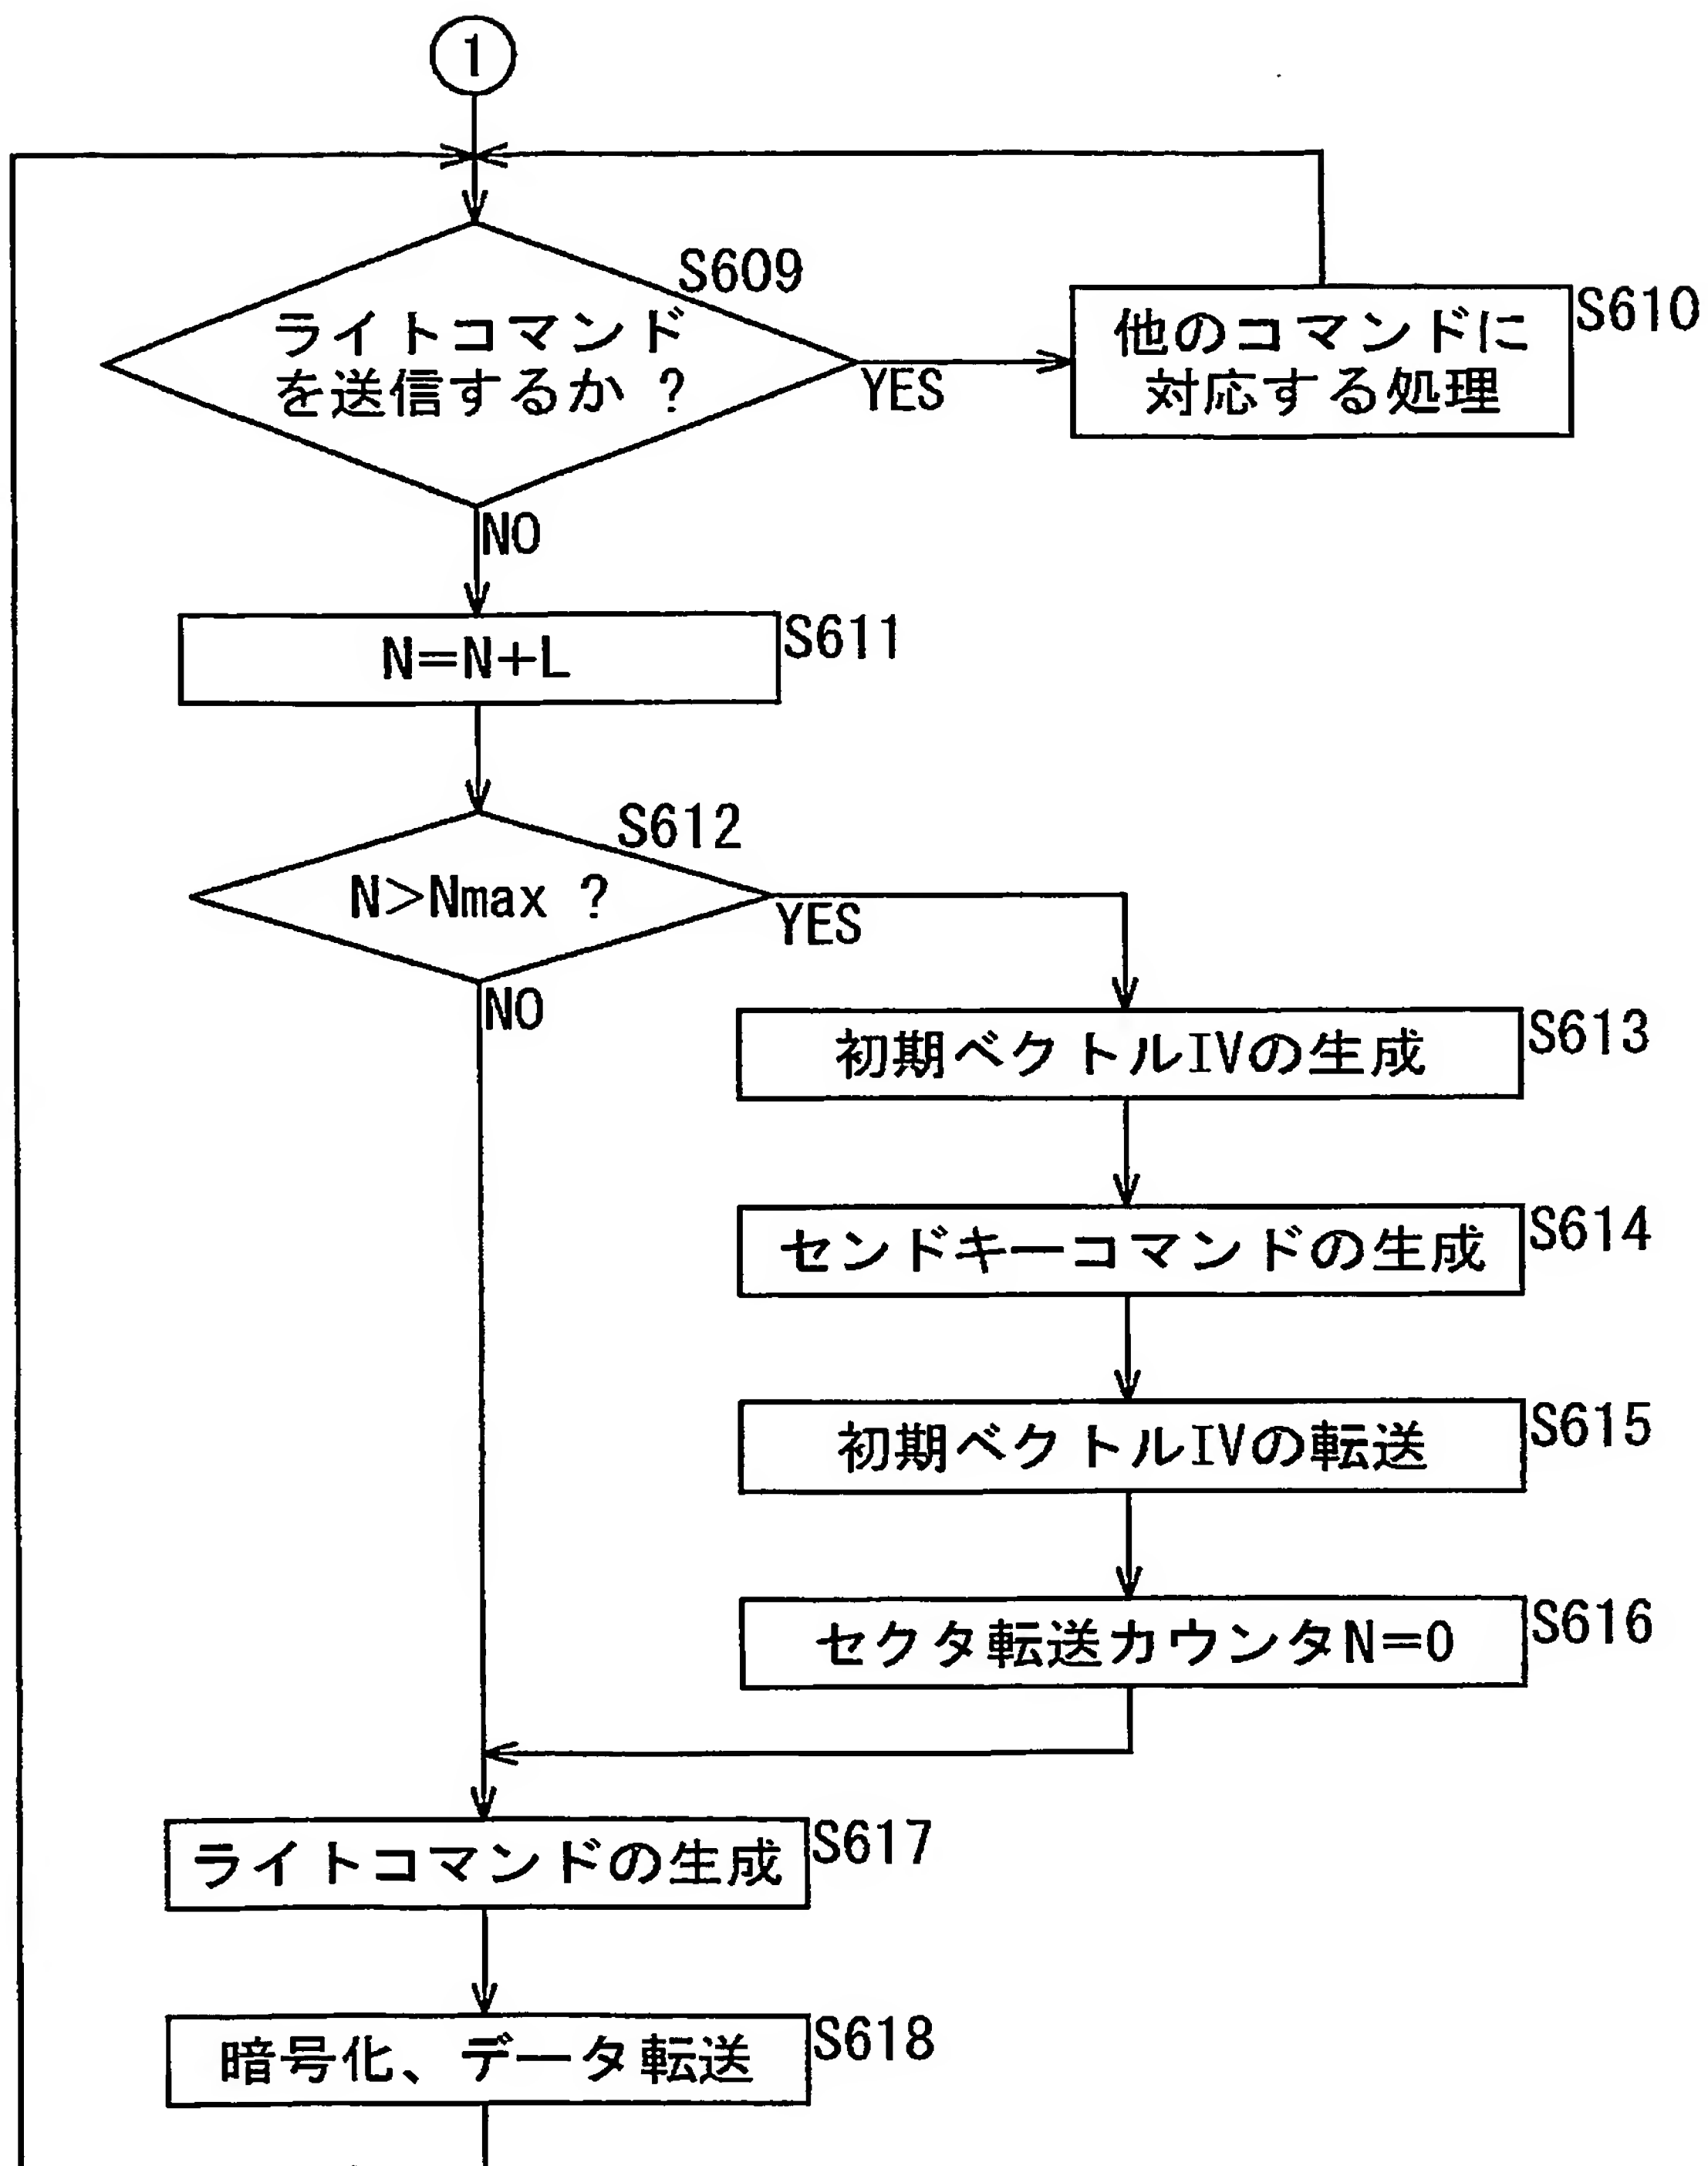 1
S609
ライトコマンド
を送信するか ?
YES
NO
S610
他のコマンドに
対応する処理
S611
N=N+L
S612
N>Nmax ?
YES
NO
S613
初期ベクトルIVの生成
S614
センドキーコマンドの生成
S615
初期ベクトルIVの転送
S616
セクタ転送カウンタN=0
S617
ライトコマンドの生成
S618
暗号化、データ転送